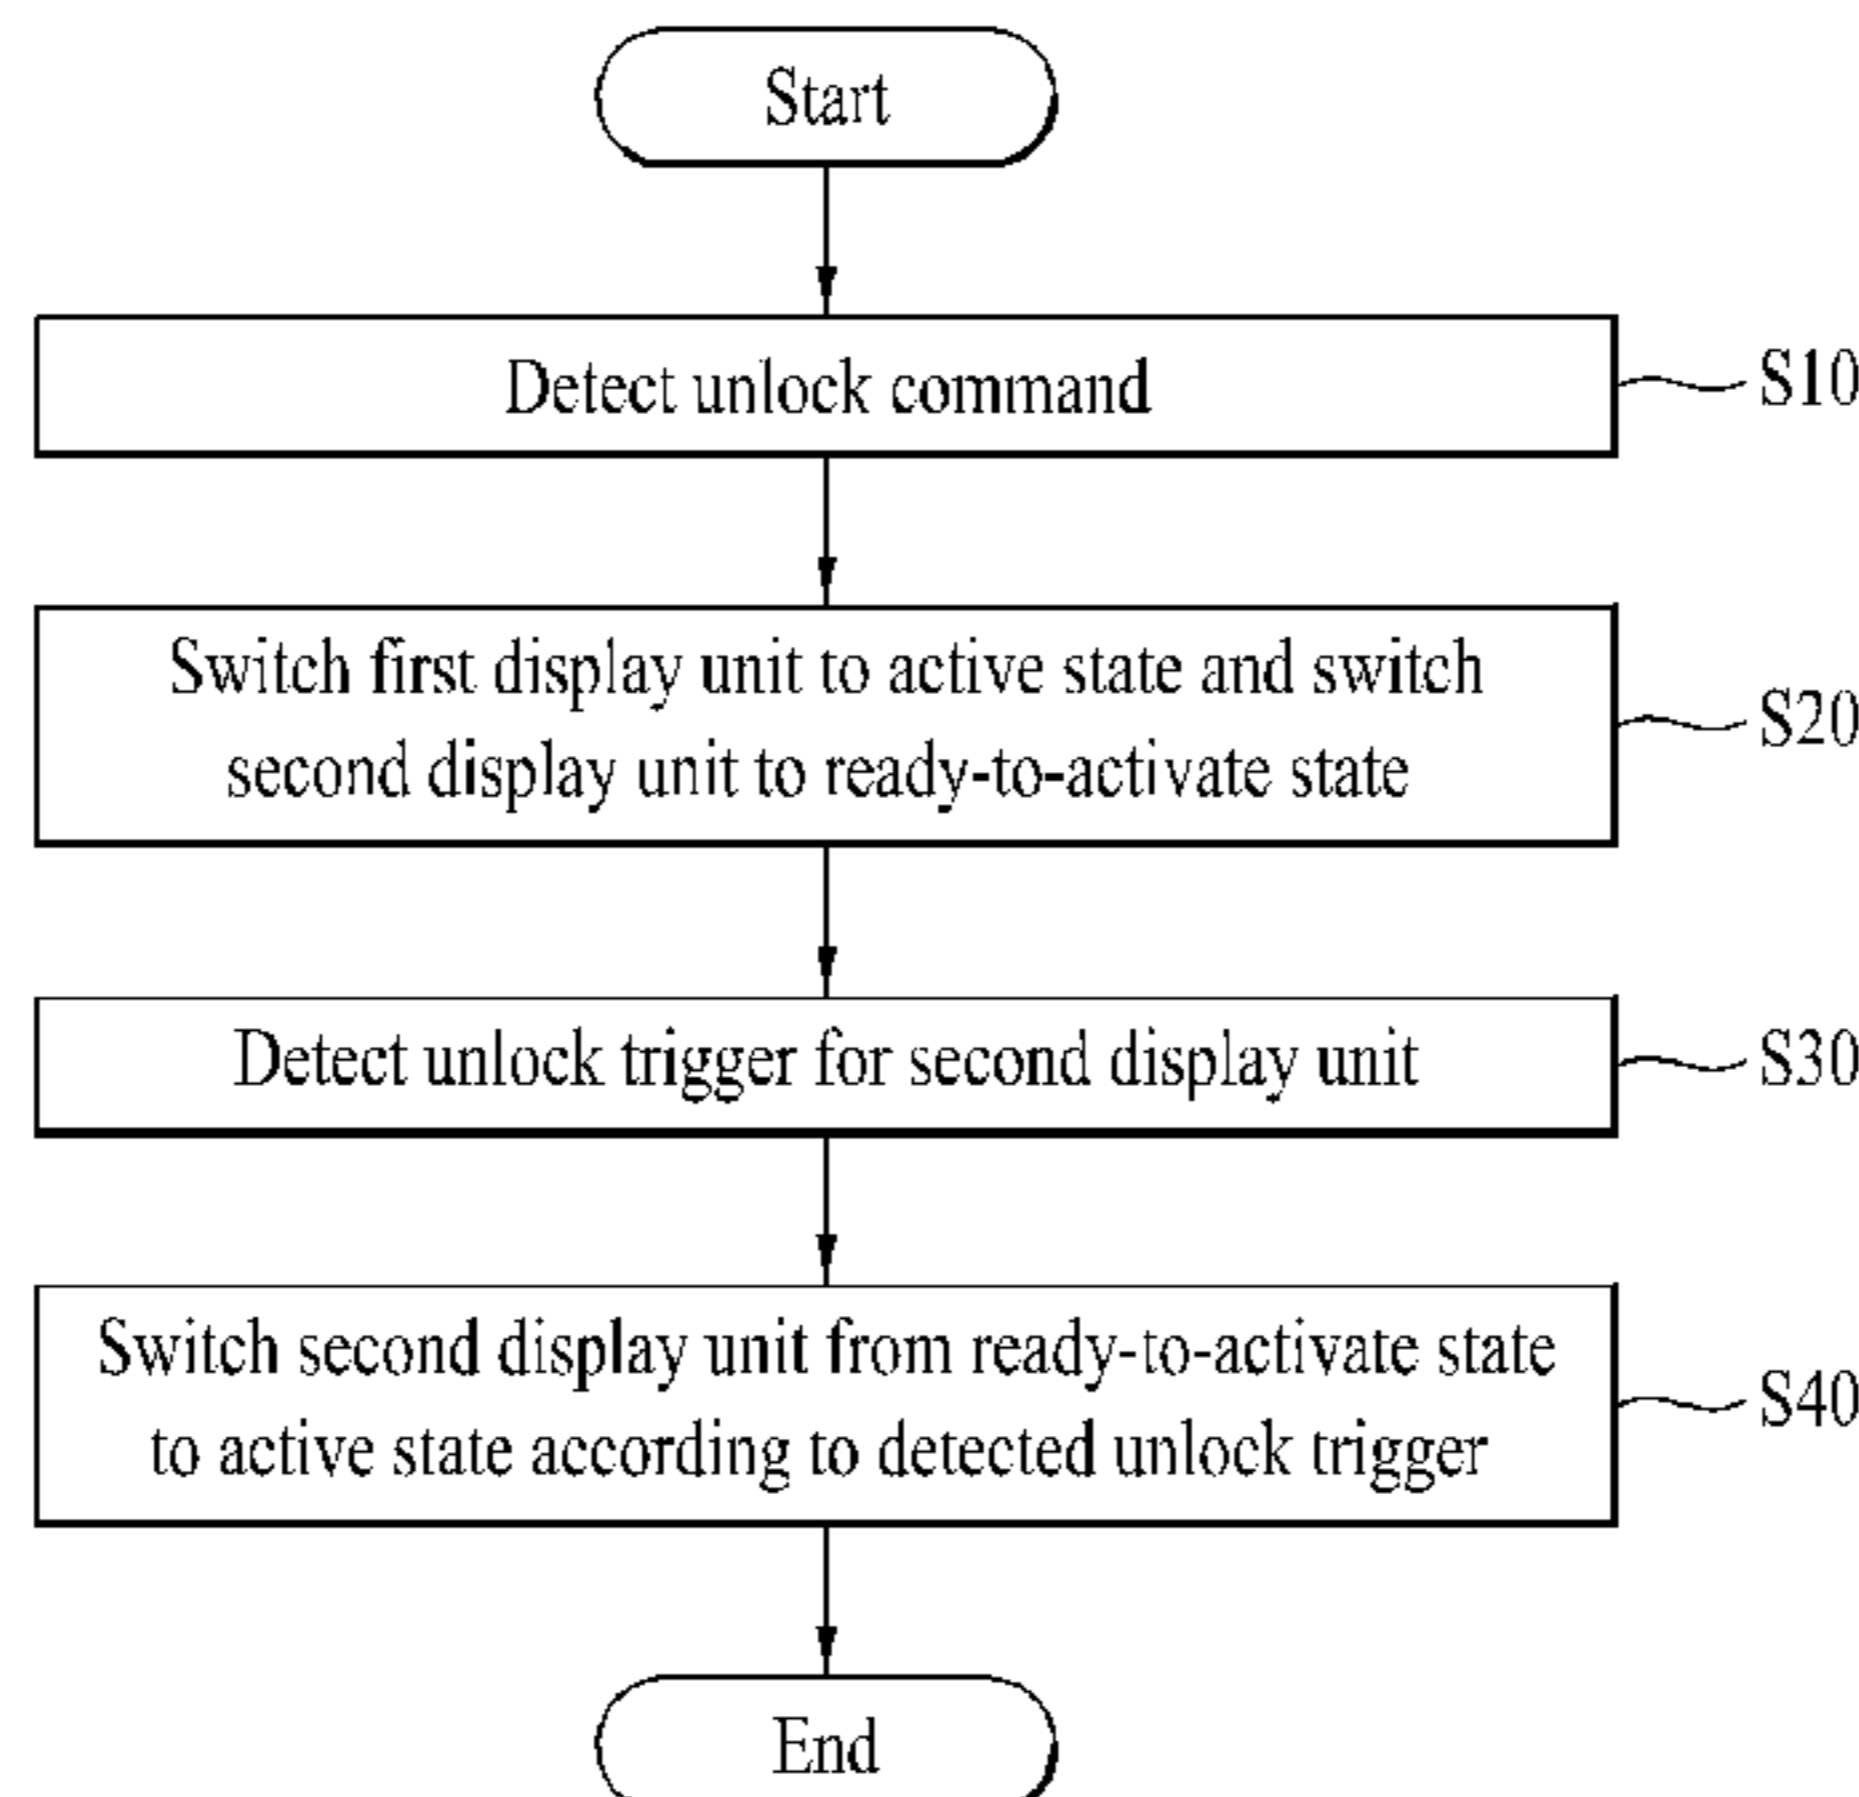 Start
Detect unlock command
S10
Switch first display unit to active state and switch
second display unit to ready-to-activate state
S20
Detect unlock trigger for second display unit
S30
Switch second display unit from ready-to-activate state
to active state according to detected unlock trigger
S40
End